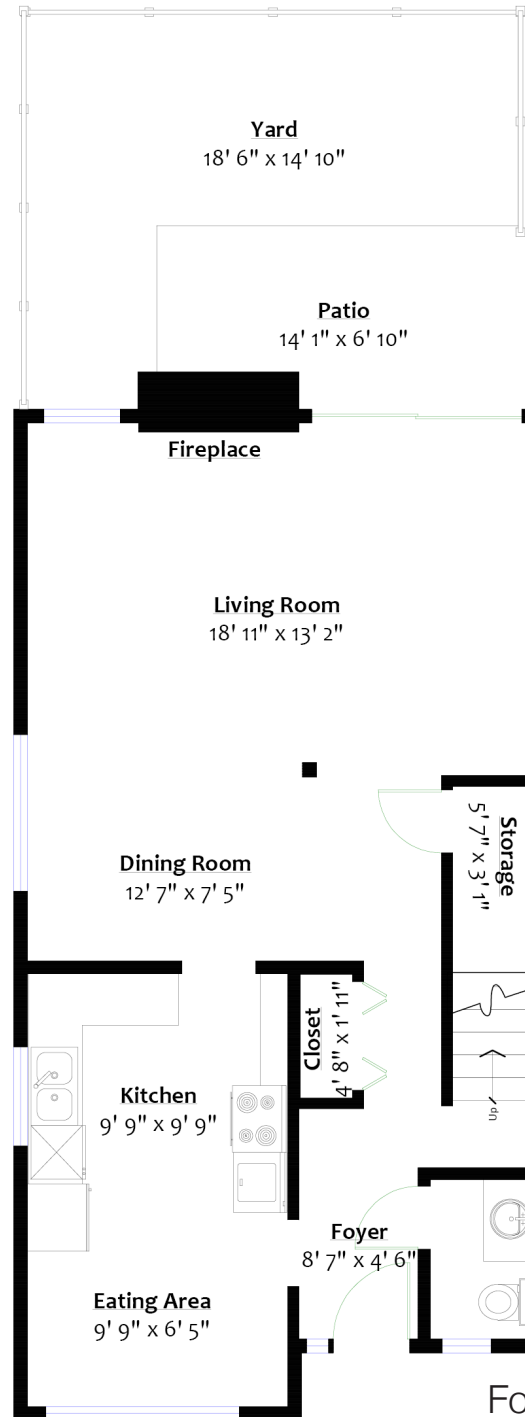 Yard
18' 6" x 14' 10"
Patio
14' 1" x 6' 10"
Fireplace
Living Room
18' 11" x 13' 2"
Storage
5' 7" x 3' 1"
Dining Room
12' 7" x 7' 5"
Closet
4' 8" x 1' 11"
Kitchen
9' 9" x 9' 9"
Up
Foyer
8' 7" x 4' 6"
Eating Area
9' 9" x 6' 5"